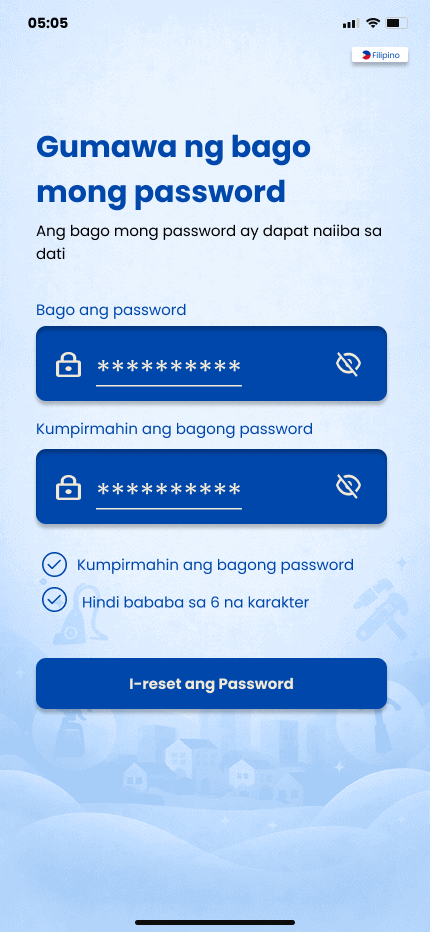 05:05
Filipino
Gumawa ng bago
mong password
Ang bago mong password ay dapat naiiba sa
dati
Bago ang password
**********
Kumpirmahin ang bagong password
**********
Kumpirmahin ang bagong password
Hindi bababa sa 6 na karakter
I-reset ang Password